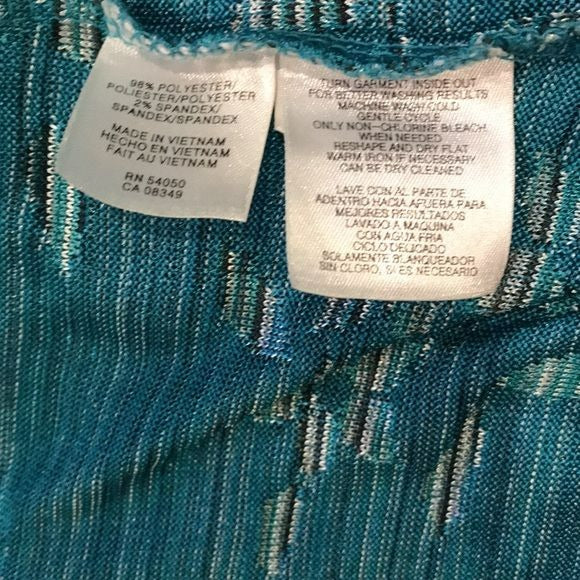 98% POLYESTER/
POLIESTER/POLYESTER
2% SPANDEX/
SPANDEX/SPANDEX
MADE IN VIETNAM
HECHO EN VIETNAM
FAIT AU VIETNAM
RN 54050
CA 08349
TURN GARMENT INSIDE OUT
FOR BETTER WASHING RESULTS
MACHINE WASH COLD
GENTLE CYCLE
ONLY NON-CHLORINE BLEACH
WHEN NEEDED
RESHAPE AND DRY FLAT
WARM IRON IF NECESSARY
CAN BE DRY CLEANED
LAVE CON AL PARTE DE
ADENTRO HACIA AFUERA PARA
MEJORES RESULTADOS
LAVADO A MAQUINA
CON AGUA FRIA
CICLO DELICADO
SOLAMENTE BLANQUEADOR
SIN CLORO, SI ES NECESARIO